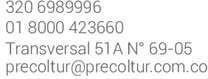 320 6989996
01 8000 423660
Transversal 51A N° 69-05
precoltur@precoltur.com.co